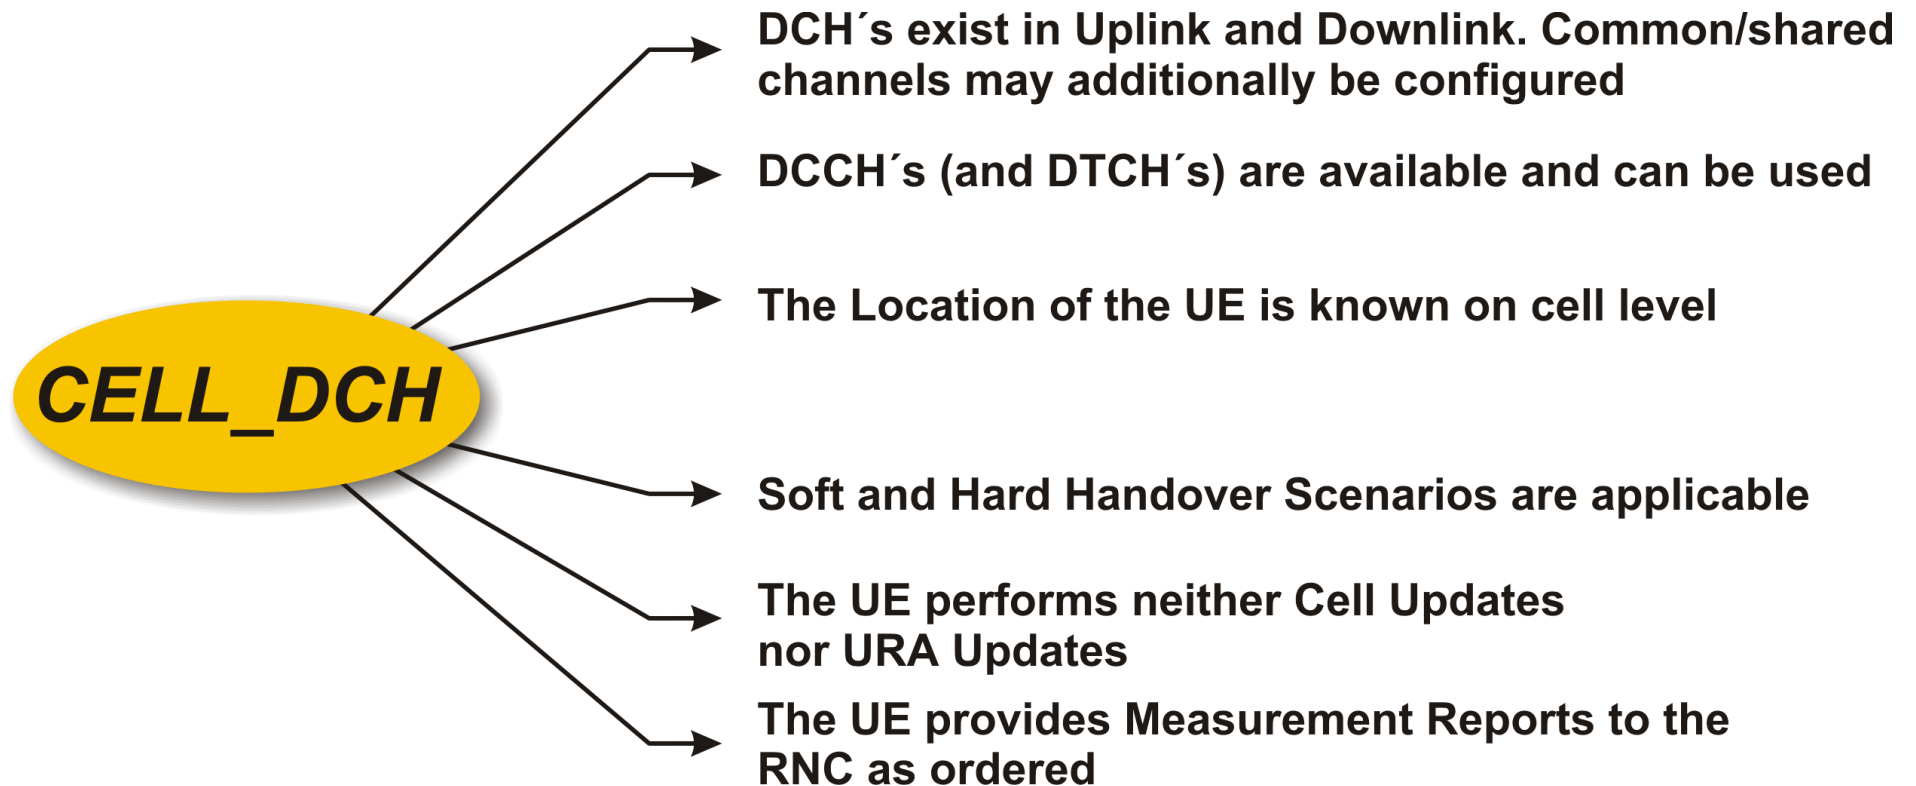 DCH´s exist in Uplink and Downlink. Common/shared
channels may additionally be configured
DCCH´s (and DTCH´s) are available and can be used
The Location of the UE is known on cell level
CELL_DCH
Soft and Hard Handover Scenarios are applicable
The UE performs neither Cell Updates
nor URA Updates
The UE provides Measurement Reports to the
RNC as ordered